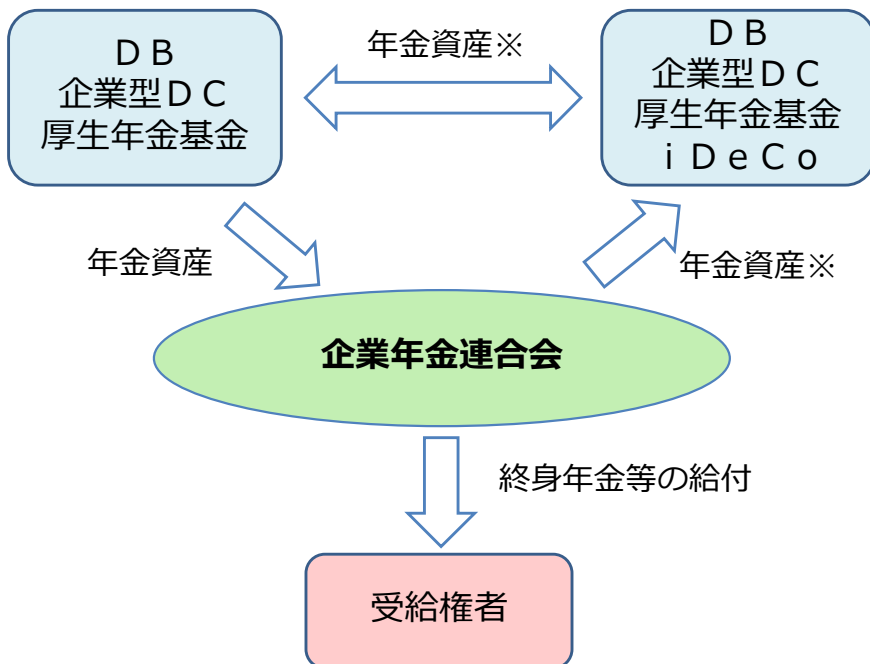 ＤＢ
企業型ＤＣ
厚生年金基金
年金資産※
ＤＢ
企業型ＤＣ
厚生年金基金
ｉＤｅＣｏ
年金資産
年金資産※
企業年金連合会
終身年金等の給付
受給権者